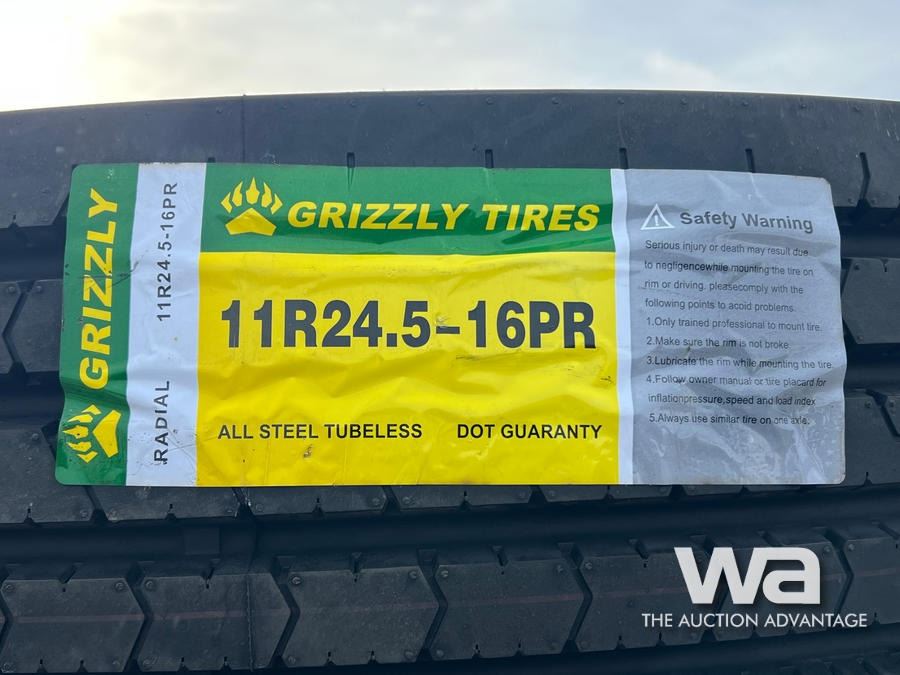 GRIZZLY
RADIAL 11R24.5-16PR
GRIZZLY TIRES
11R24.5-16PR
ALL STEEL TUBELESS DOT GUARANTY
Safety Warning
Serious injury or death may result due
to negligencewhile mounting the tire on
rim or driving. pleasecomply with the
following points to acoid problems.
1.Only trained professional to mount tire.
2.Make sure the rim is not broke.
3.Lubricate the rim while mounting the tire.
4.Follow owner manual or tire placard for
inflationpressure,speed and load index
5.Always use similar tire on one axle.
wa
THE AUCTION ADVANTAGE